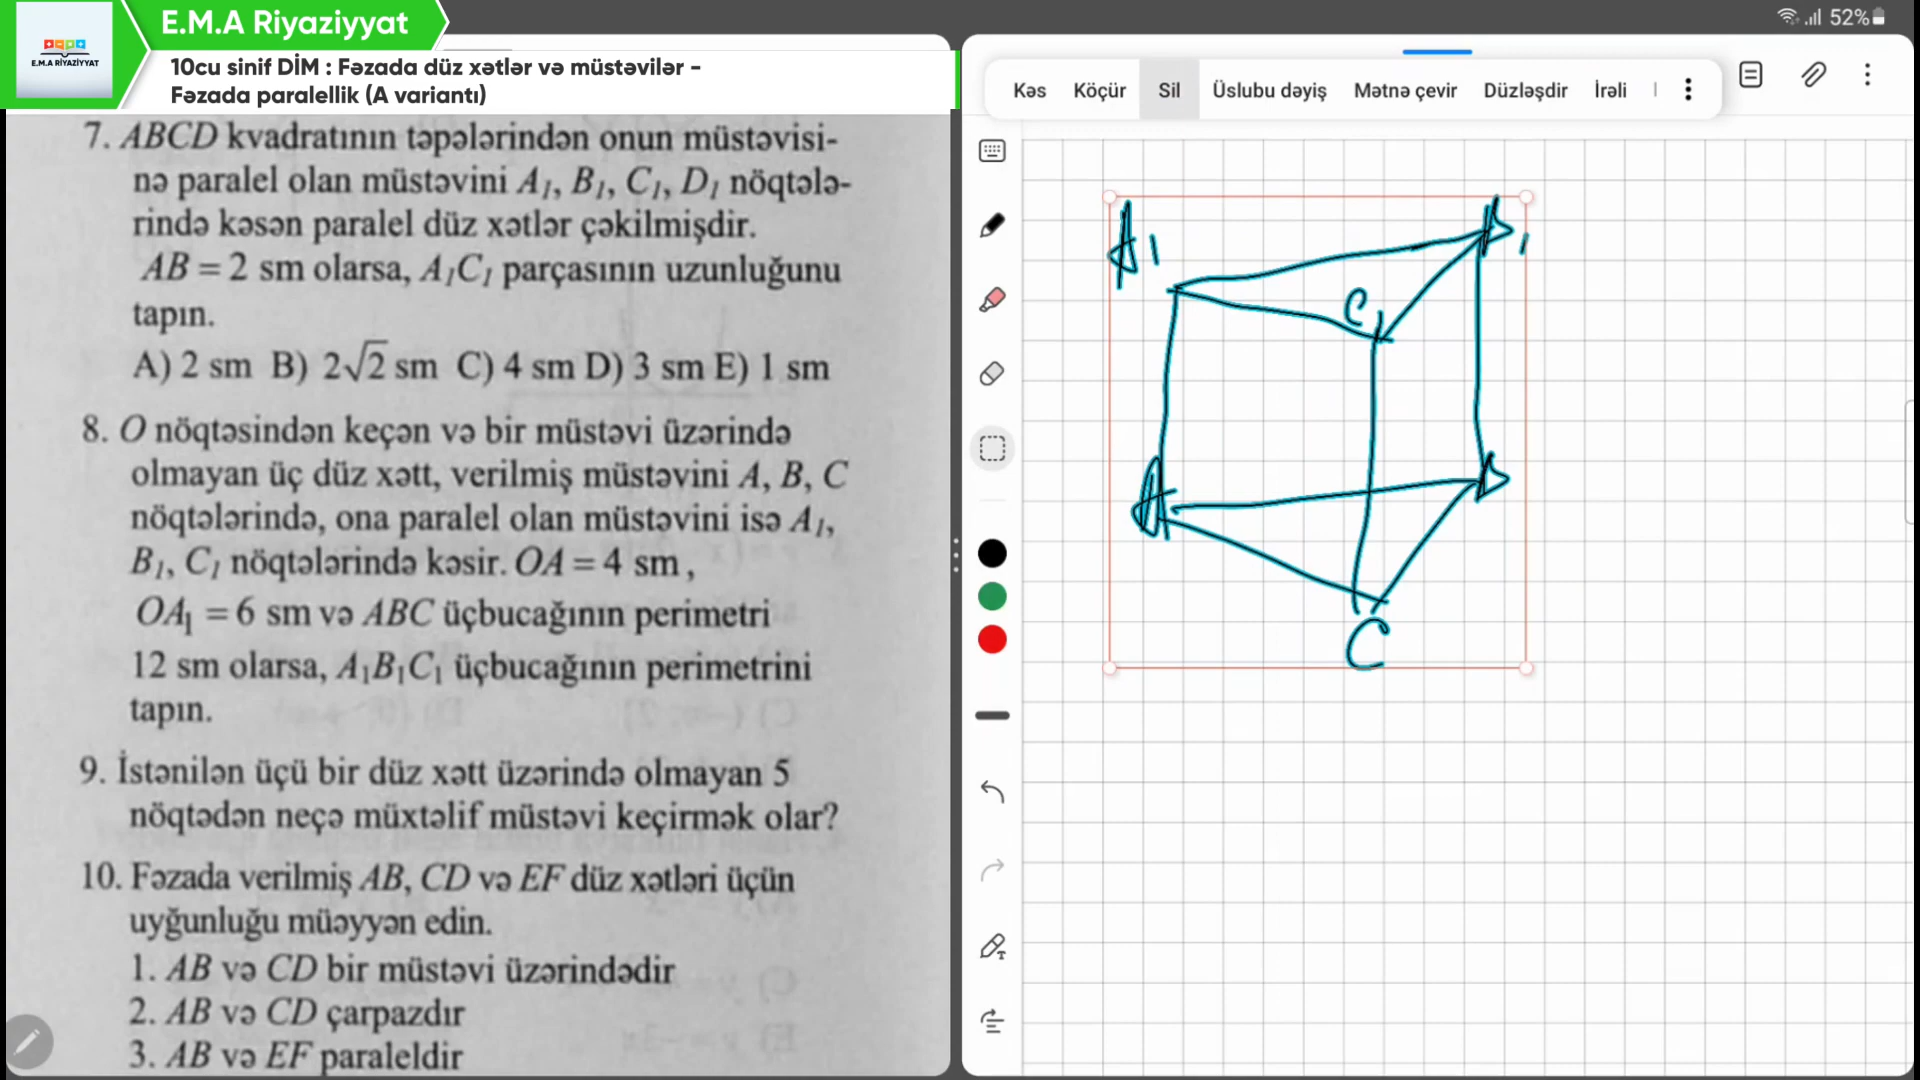 E.M.A Riyaziyyat
E.M.A RİYAZİYYAT
10cu sinif DİM : Fəzada düz xətlər və müstəvilər -
Fəzada paralellik (A variantı)
52%
7. ABCD kvadratının təpələrindən onun müstəvisi-
nə paralel olan müstəvini A₁, B₁, C₁, D₁ nöqtələ-
rində kəsən paralel düz xətlər çəkilmişdir.
AB = 2 sm olarsa, A₁C₁ parçasının uzunluğunu
tapın.
A) 2 sm B) 2√2 sm C) 4 sm D) 3 sm E) 1 sm
8. O nöqtəsindən keçən və bir müstəvi üzərində
olmayan üç düz xətt, verilmiş müstəvini A, B, C
nöqtələrində, ona paralel olan müstəvini isə A₁,
B₁, C₁ nöqtələrində kəsir. OA = 4 sm,
OA₁ = 6 sm və ABC üçbucağının perimetri
12 sm olarsa, A₁B₁C₁ üçbucağının perimetrini
tapın.
9. İstənilən üçü bir düz xətt üzərində olmayan 5
nöqtədən neçə müxtəlif müstəvi keçirmək olar?
10. Fəzada verilmiş AB, CD və EF düz xətləri üçün
uyğunluğu müəyyən edin.
1. AB və CD bir müstəvi üzərindədir
2. AB və CD çarpazdır
3. AB və EF paraleldir
Kəs Köçür Sil Üslubu dəyiş Mətnə çevir Düzləşdir İrəli
A1
C1
A
C